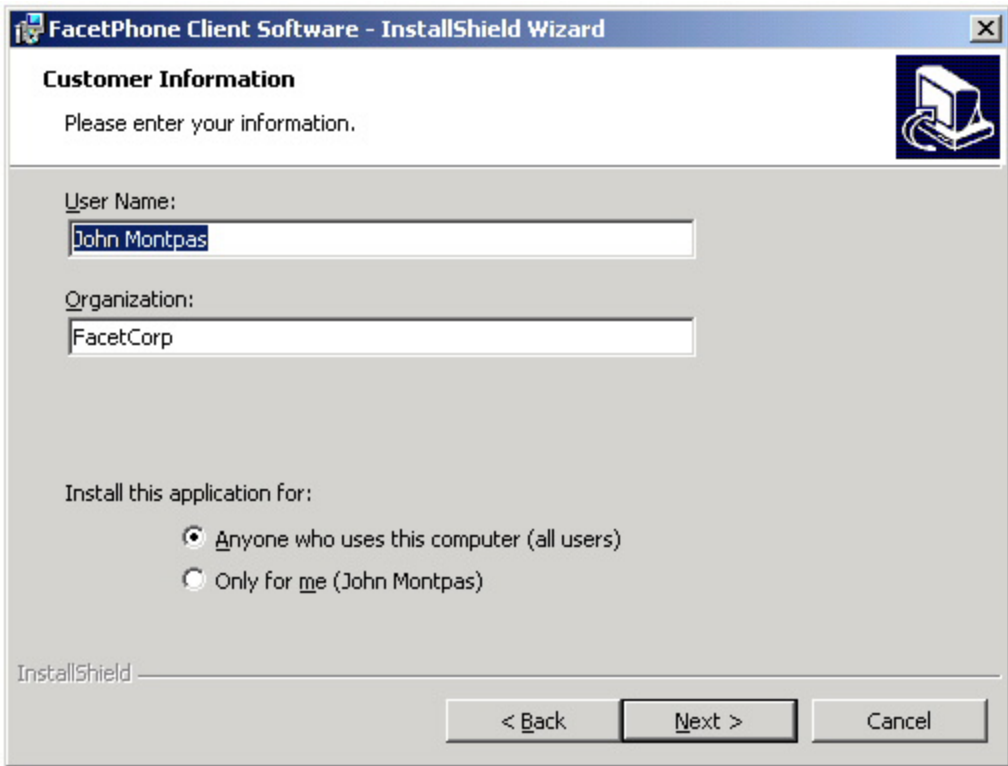 FacetPhone Client Software - InstallShield Wizard
Customer Information
Please enter your information.
User Name:
John Montpas
Organization:
FacetCorp
Install this application for:
Anyone who uses this computer (all users)
Only for me (John Montpas)
InstallShield
< Back Next > Cancel